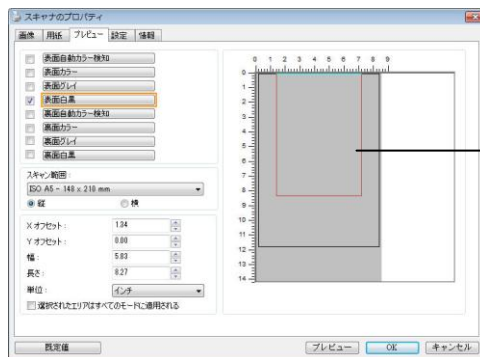 スキャナのプロパティ
画像 用紙 プレビュー 設定 情報
表面自動カラー検知
表面カラー
表面グレイ
表面白黒
裏面自動カラー検知
裏面カラー
裏面グレイ
裏面白黒
スキャン範囲:
ISO A5 - 148 x 210 mm
縦 横
X オフセット: 1.34
Y オフセット: 0.00
幅: 5.83
長さ: 8.27
単位: インチ
選択されたエリアはすべてのモードに適用される
0 1 2 3 4 5 6 7 8 9
0
1
2
3
4
5
6
7
8
9
10
11
12
13
14
既定値 プレビュー OK キャンセル